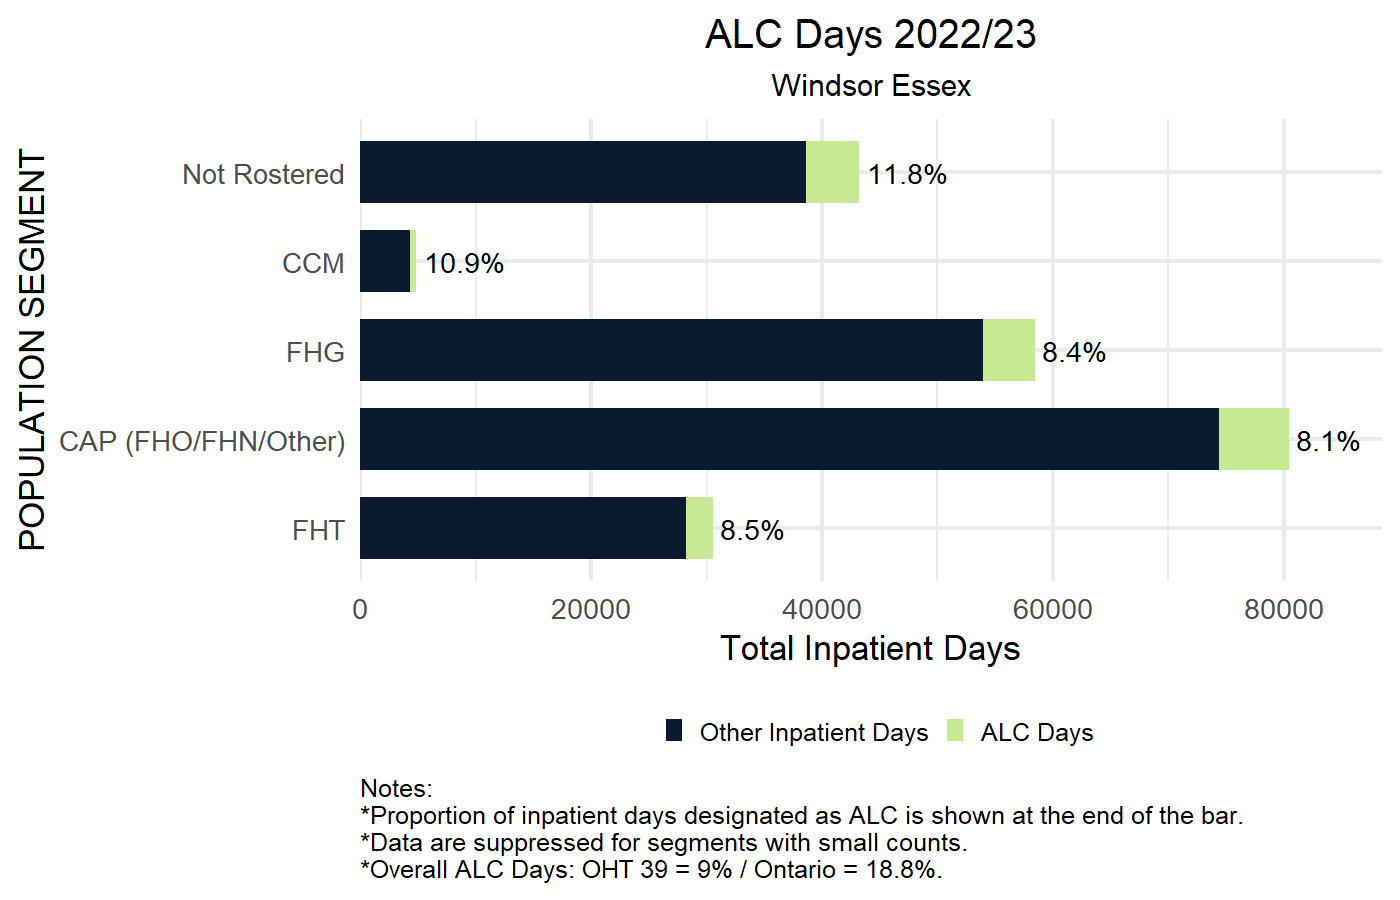 ALC Days 2022/23
Windsor Essex
POPULATION SEGMENT
Not Rostered
11.8%
CCM
10.9%
FHG
8.4%
CAP (FHO/FHN/Other)
8.1%
FHT
8.5%
0 20000 40000 60000 80000
Total Inpatient Days
Other Inpatient Days ALC Days
Notes:
*Proportion of inpatient days designated as ALC is shown at the end of the bar.
*Data are suppressed for segments with small counts.
*Overall ALC Days: OHT 39 = 9% / Ontario = 18.8%.